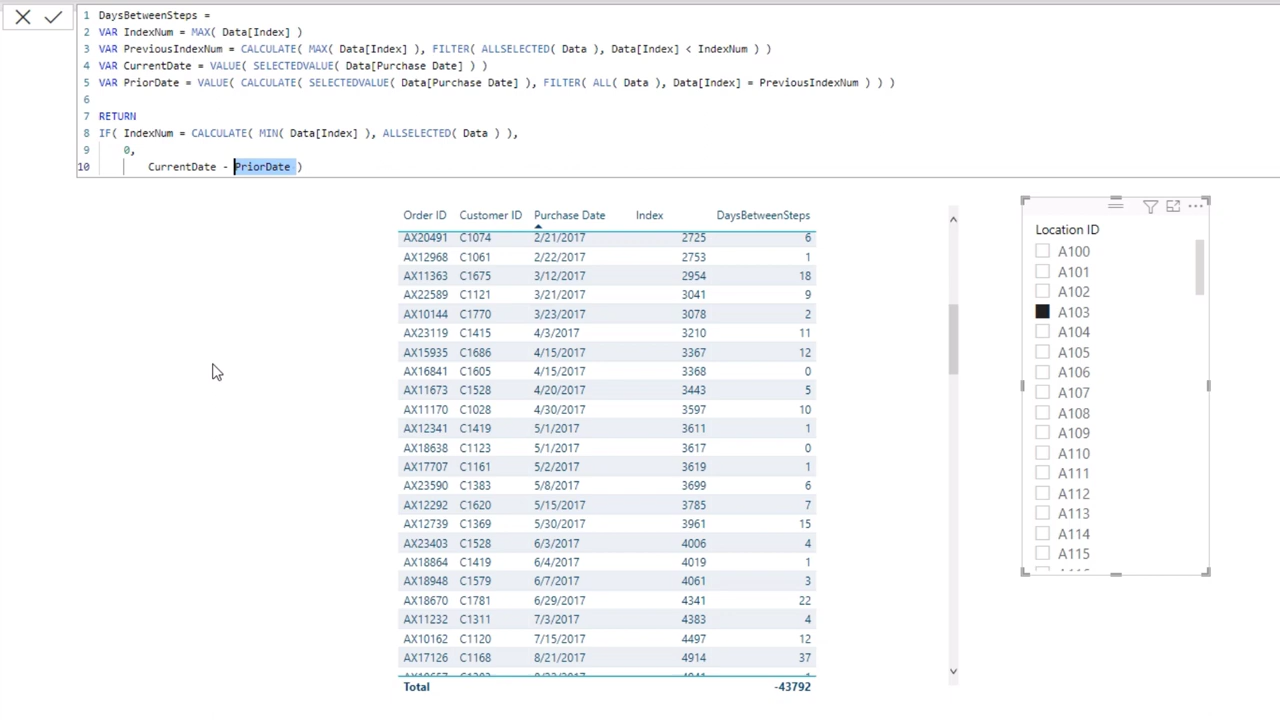 1 DaysBetweenSteps =
2 VAR IndexNum = MAX( Data[Index] )
3 VAR PreviousIndexNum = CALCULATE( MAX( Data[Index] ), FILTER( ALLSELECTED( Data ), Data[Index] < IndexNum ) )
4 VAR CurrentDate = VALUE( SELECTEDVALUE( Data[Purchase Date] ) )
5 VAR PriorDate = VALUE( CALCULATE( SELECTEDVALUE( Data[Purchase Date] ), FILTER( ALL( Data ), Data[Index] = PreviousIndexNum ) ) )
6
7 RETURN
8 IF( IndexNum = CALCULATE( MIN( Data[Index] ), ALLSELECTED( Data ) ),
9 0,
10 CurrentDate - PriorDate )
Order ID Customer ID Purchase Date Index DaysBetweenSteps
AX20491 C1074 2/21/2017 2725 6
AX12968 C1061 2/22/2017 2753 1
AX11363 C1675 3/12/2017 2954 18
AX22589 C1121 3/21/2017 3041 9
AX10144 C1770 3/23/2017 3078 2
AX23119 C1415 4/3/2017 3210 11
AX15935 C1686 4/15/2017 3367 12
AX16841 C1605 4/15/2017 3368 0
AX11673 C1528 4/20/2017 3443 5
AX11170 C1028 4/30/2017 3597 10
AX12341 C1419 5/1/2017 3611 1
AX18638 C1123 5/1/2017 3617 0
AX17707 C1161 5/2/2017 3619 1
AX23590 C1383 5/8/2017 3699 6
AX12292 C1620 5/15/2017 3785 7
AX12739 C1369 5/30/2017 3961 15
AX23403 C1528 6/3/2017 4006 4
AX18864 C1419 6/4/2017 4019 1
AX18948 C1579 6/7/2017 4061 3
AX18670 C1781 6/29/2017 4341 22
AX11232 C1311 7/3/2017 4383 4
AX10162 C1120 7/15/2017 4497 12
AX17126 C1168 8/21/2017 4914 37
Total -43792
Location ID
A100
A101
A102
A103
A104
A105
A106
A107
A108
A109
A110
A111
A112
A113
A114
A115